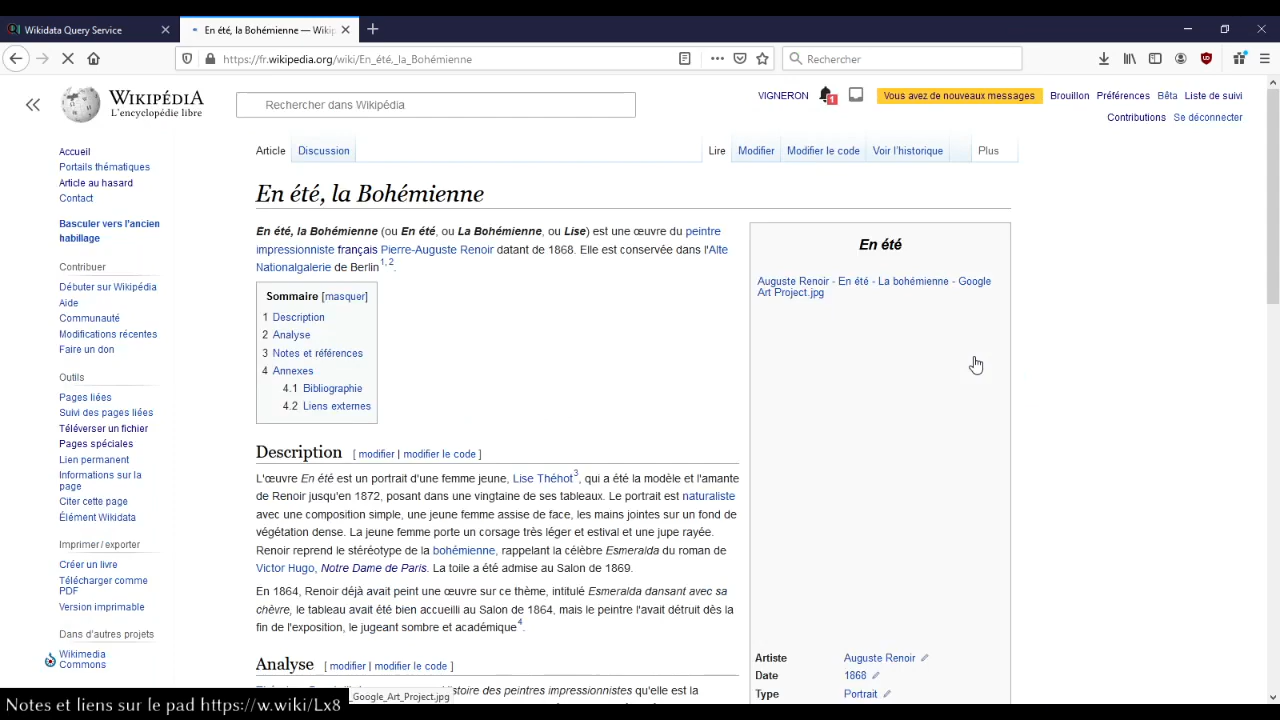 Wikidata Query Service
En été, la Bohémienne — Wikip
https://fr.wikipedia.org/wiki/En_été,_la_Bohémienne
Rechercher
WIKIPÉDIA
L'encyclopédie libre
Rechercher dans Wikipédia
VIGNERON
1
Vous avez de nouveaux messages
Brouillon
Préférences
Bêta
Liste de suivi
Contributions
Se déconnecter
Accueil
Portails thématiques
Article au hasard
Contact
Basculer vers l'ancien
habillage
Contribuer
Débuter sur Wikipédia
Aide
Communauté
Modifications récentes
Faire un don
Outils
Pages liées
Suivi des pages liées
Téléverser un fichier
Pages spéciales
Lien permanent
Informations sur la
page
Citer cette page
Élément Wikidata
Imprimer / exporter
Créer un livre
Télécharger comme
PDF
Version imprimable
Dans d'autres projets
Wikimedia
Commons
Article
Discussion
Lire
Modifier
Modifier le code
Voir l'historique
Plus
En été, la Bohémienne
En été, la Bohémienne (ou En été, ou La Bohémienne, ou Lise) est une œuvre du peintre
impressionniste français Pierre-Auguste Renoir datant de 1868. Elle est conservée dans l'Alte
Nationalgalerie de Berlin1, 2.
Sommaire [masquer]
1 Description
2 Analyse
3 Notes et références
4 Annexes
4.1 Bibliographie
4.2 Liens externes
Description [ modifier | modifier le code ]
L'œuvre En été est un portrait d'une femme jeune, Lise Théhot3, qui a été la modèle et l'amante
de Renoir jusqu'en 1872, posant dans une vingtaine de ses tableaux. Le portrait est naturaliste
avec une composition simple, une jeune femme assise de face, les mains jointes sur un fond de
végétation dense. La jeune femme porte un corsage très léger et estival et une jupe rayée.
Renoir reprend le stéréotype de la bohémienne, rappelant la célèbre Esmeralda du roman de
Victor Hugo, Notre Dame de Paris. La toile a été admise au Salon de 1869.
En 1864, Renoir déjà avait peint une œuvre sur ce thème, intitulé Esmeralda dansant avec sa
chèvre, le tableau avait été bien accueilli au Salon de 1864, mais le peintre l'avait détruit dès la
fin de l'exposition, le jugeant sombre et académique4.
Analyse [ modifier | modifier le code ]
histoire des peintres impressionnistes qu'elle est la
En été
Auguste Renoir - En été - La bohémienne - Google
Art Project.jpg
Artiste Auguste Renoir
Date 1868
Type Portrait
_Google_Art_Project.jpg
Notes et liens sur le pad https://w.wiki/Lx8